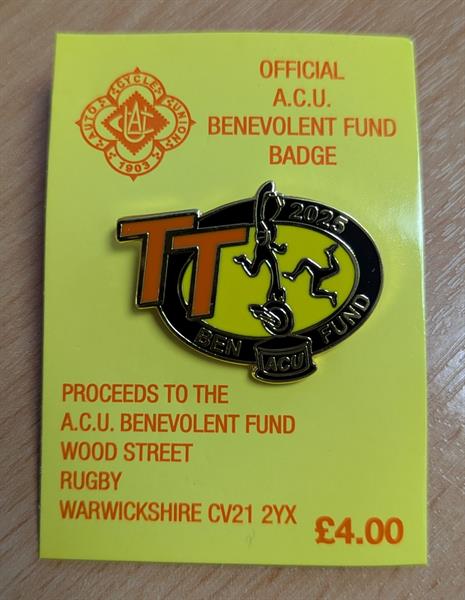 AUTO CYCLE UNION
ACU
1903
OFFICIAL
A.C.U.
BENEVOLENT FUND
BADGE
TT
2025
BEN FUND
ACU
PROCEEDS TO THE
A.C.U. BENEVOLENT FUND
WOOD STREET
RUGBY
WARWICKSHIRE CV21 2YX
£4.00